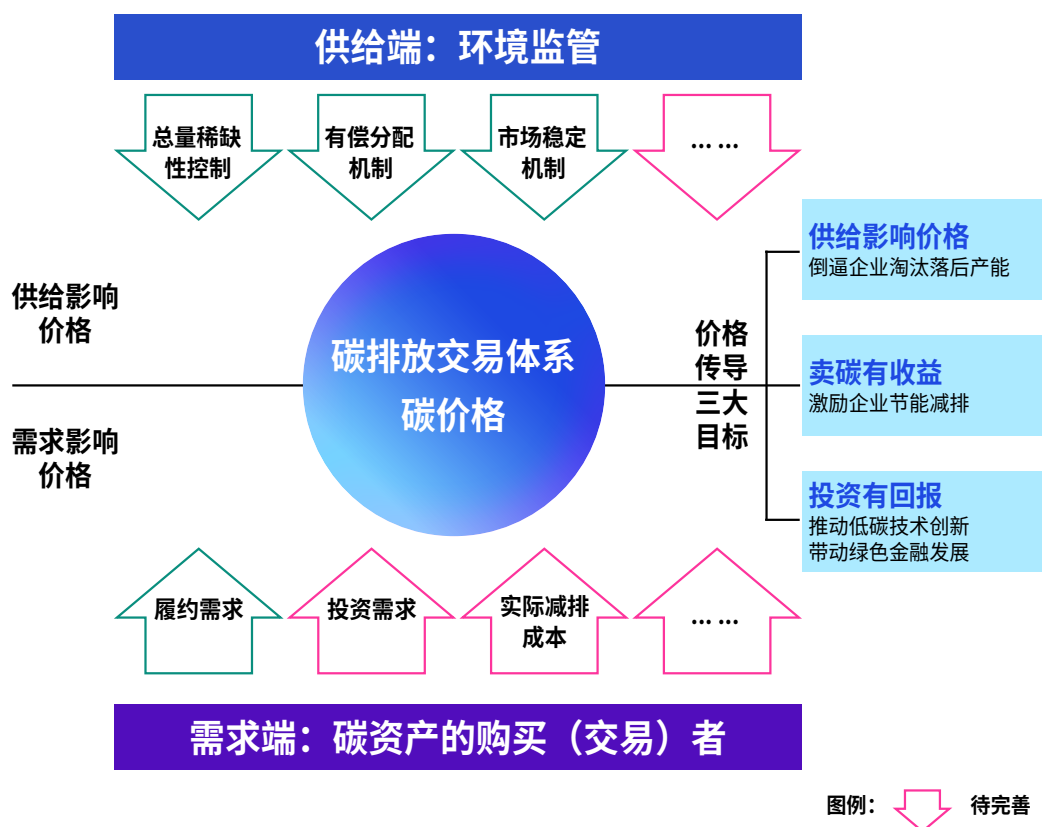 供给端：环境监管
总量稀缺
性控制
有偿分配
机制
市场稳定
机制
... ...
供给影响
价格
需求影响
价格
碳排放交易体系
碳价格
价格
传导
三大
目标
供给影响价格
倒逼企业淘汰落后产能
卖碳有收益
激励企业节能减排
投资有回报
推动低碳技术创新
带动绿色金融发展
履约需求
投资需求
实际减排
成本
... ...
需求端：碳资产的购买（交易）者
图例：
待完善